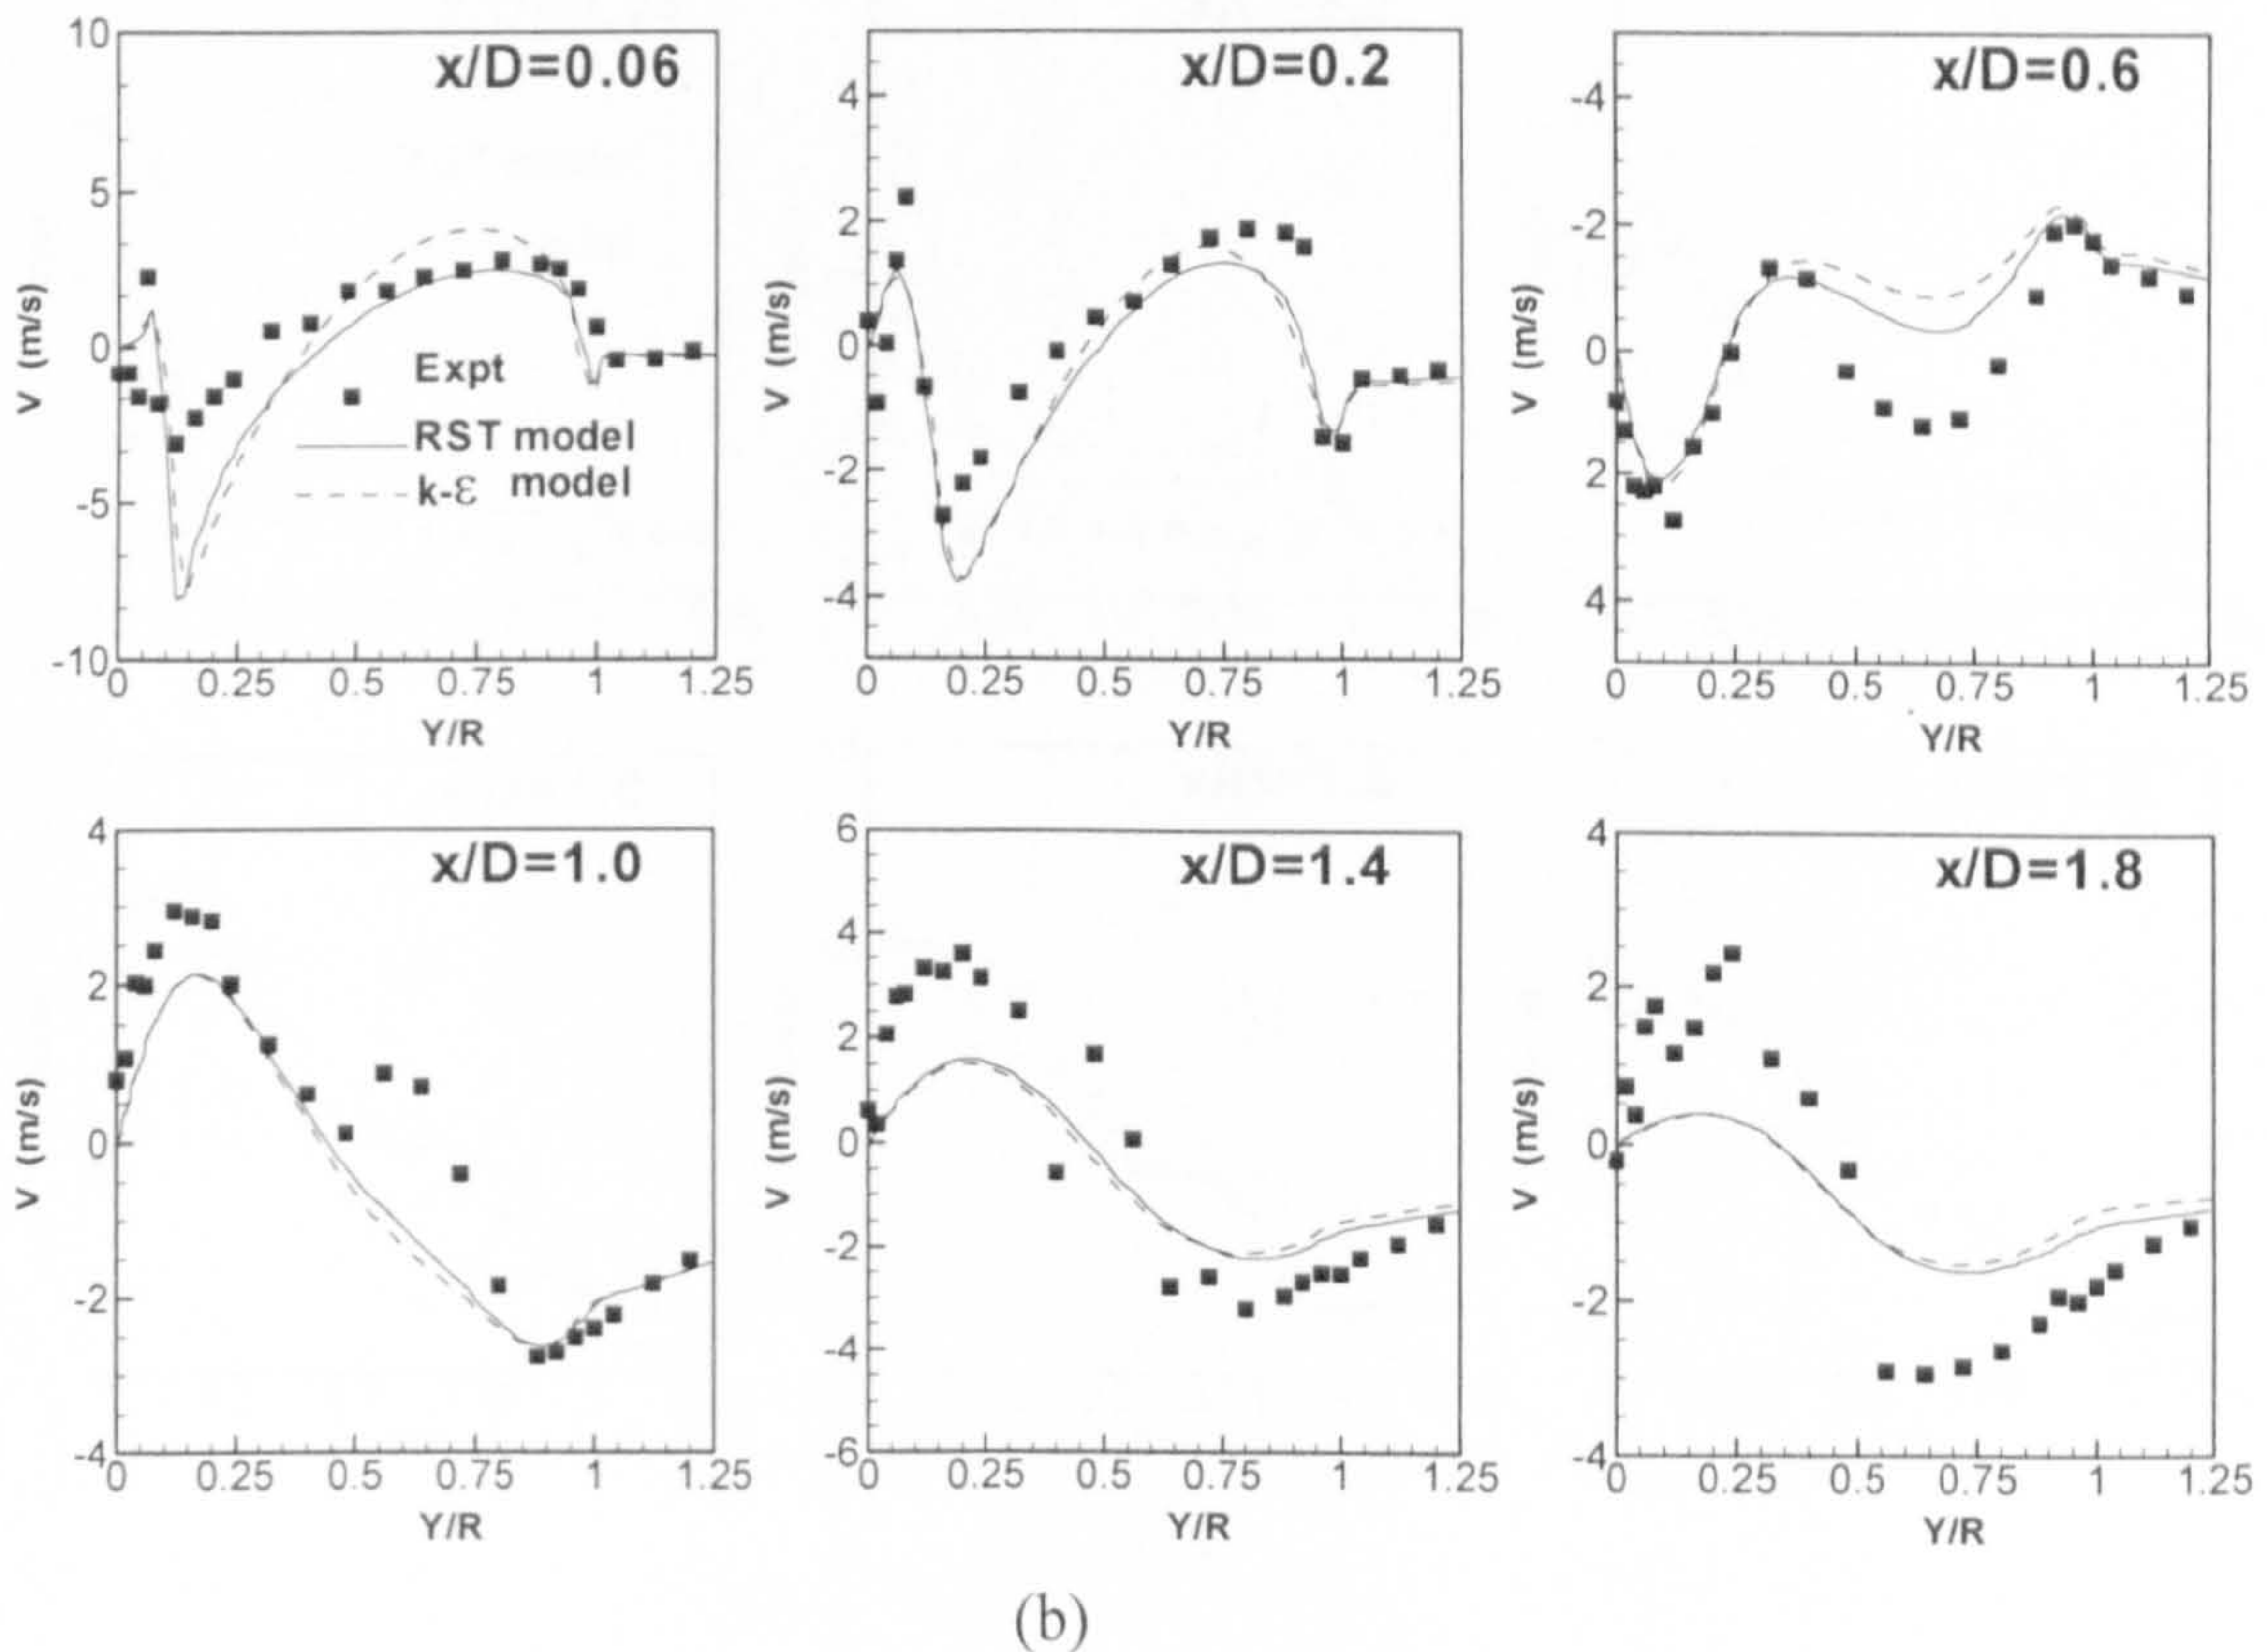 x/D=0.06
10
5
0
-5
-10
V (m/s)
Expt
RST model
k-ε model
0 0.25 0.5 0.75 1 1.25
Y/R
x/D=0.2
4
2
0
-2
-4
V (m/s)
0 0.25 0.5 0.75 1 1.25
Y/R
x/D=0.6
-4
-2
0
2
4
V (m/s)
0 0.25 0.5 0.75 1 1.25
Y/R
x/D=1.0
4
2
0
-2
-4
V (m/s)
0 0.25 0.5 0.75 1 1.25
Y/R
x/D=1.4
6
4
2
0
-2
-4
-6
V (m/s)
0 0.25 0.5 0.75 1 1.25
Y/R
x/D=1.8
4
2
0
-2
-4
V (m/s)
0 0.25 0.5 0.75 1 1.25
Y/R
(b)